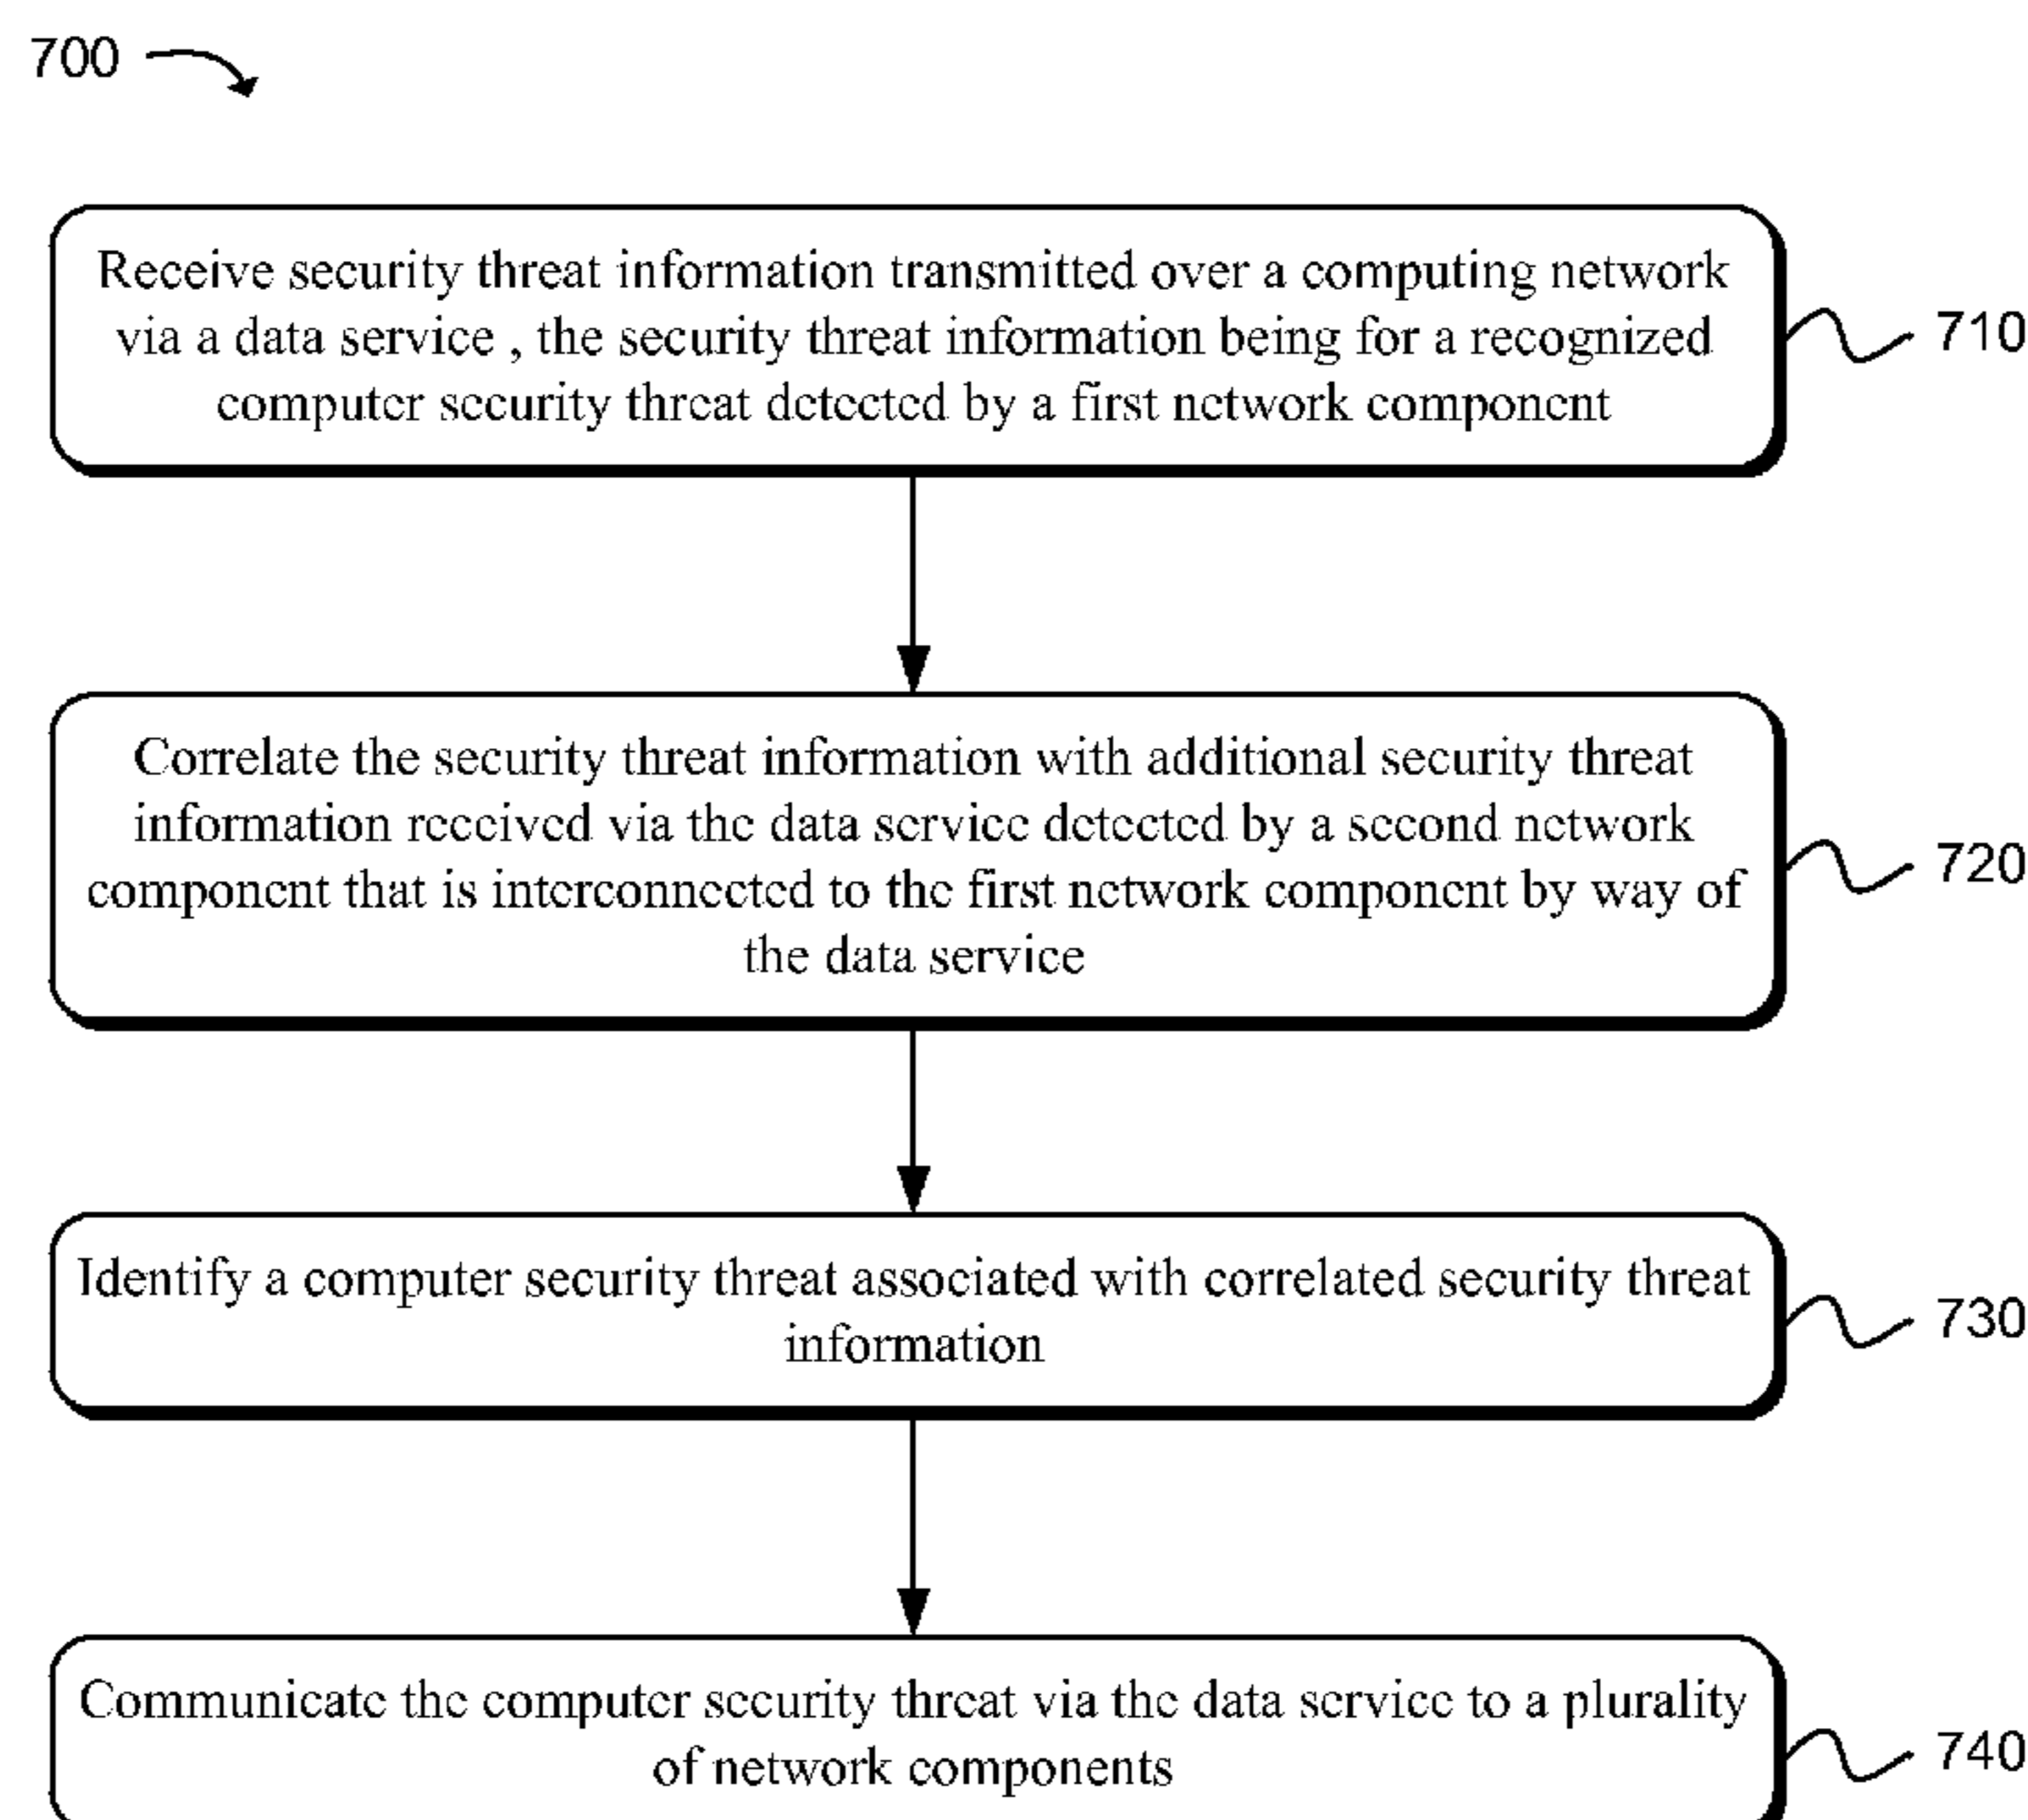 700
Receive security threat information transmitted over a computing network
via a data service , the security threat information being for a recognized
computer security threat detected by a first network component
710
Correlate the security threat information with additional security threat
information received via the data service detected by a second network
component that is interconnected to the first network component by way of
the data service
720
Identify a computer security threat associated with correlated security threat
information
730
Communicate the computer security threat via the data service to a plurality
of network components
740